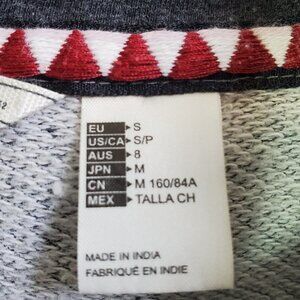 EU S
US/CA S/P
AUS 8
JPN M
CN M 160/84A
MEX TALLA CH
MADE IN INDIA
FABRIQUÉ EN INDIE